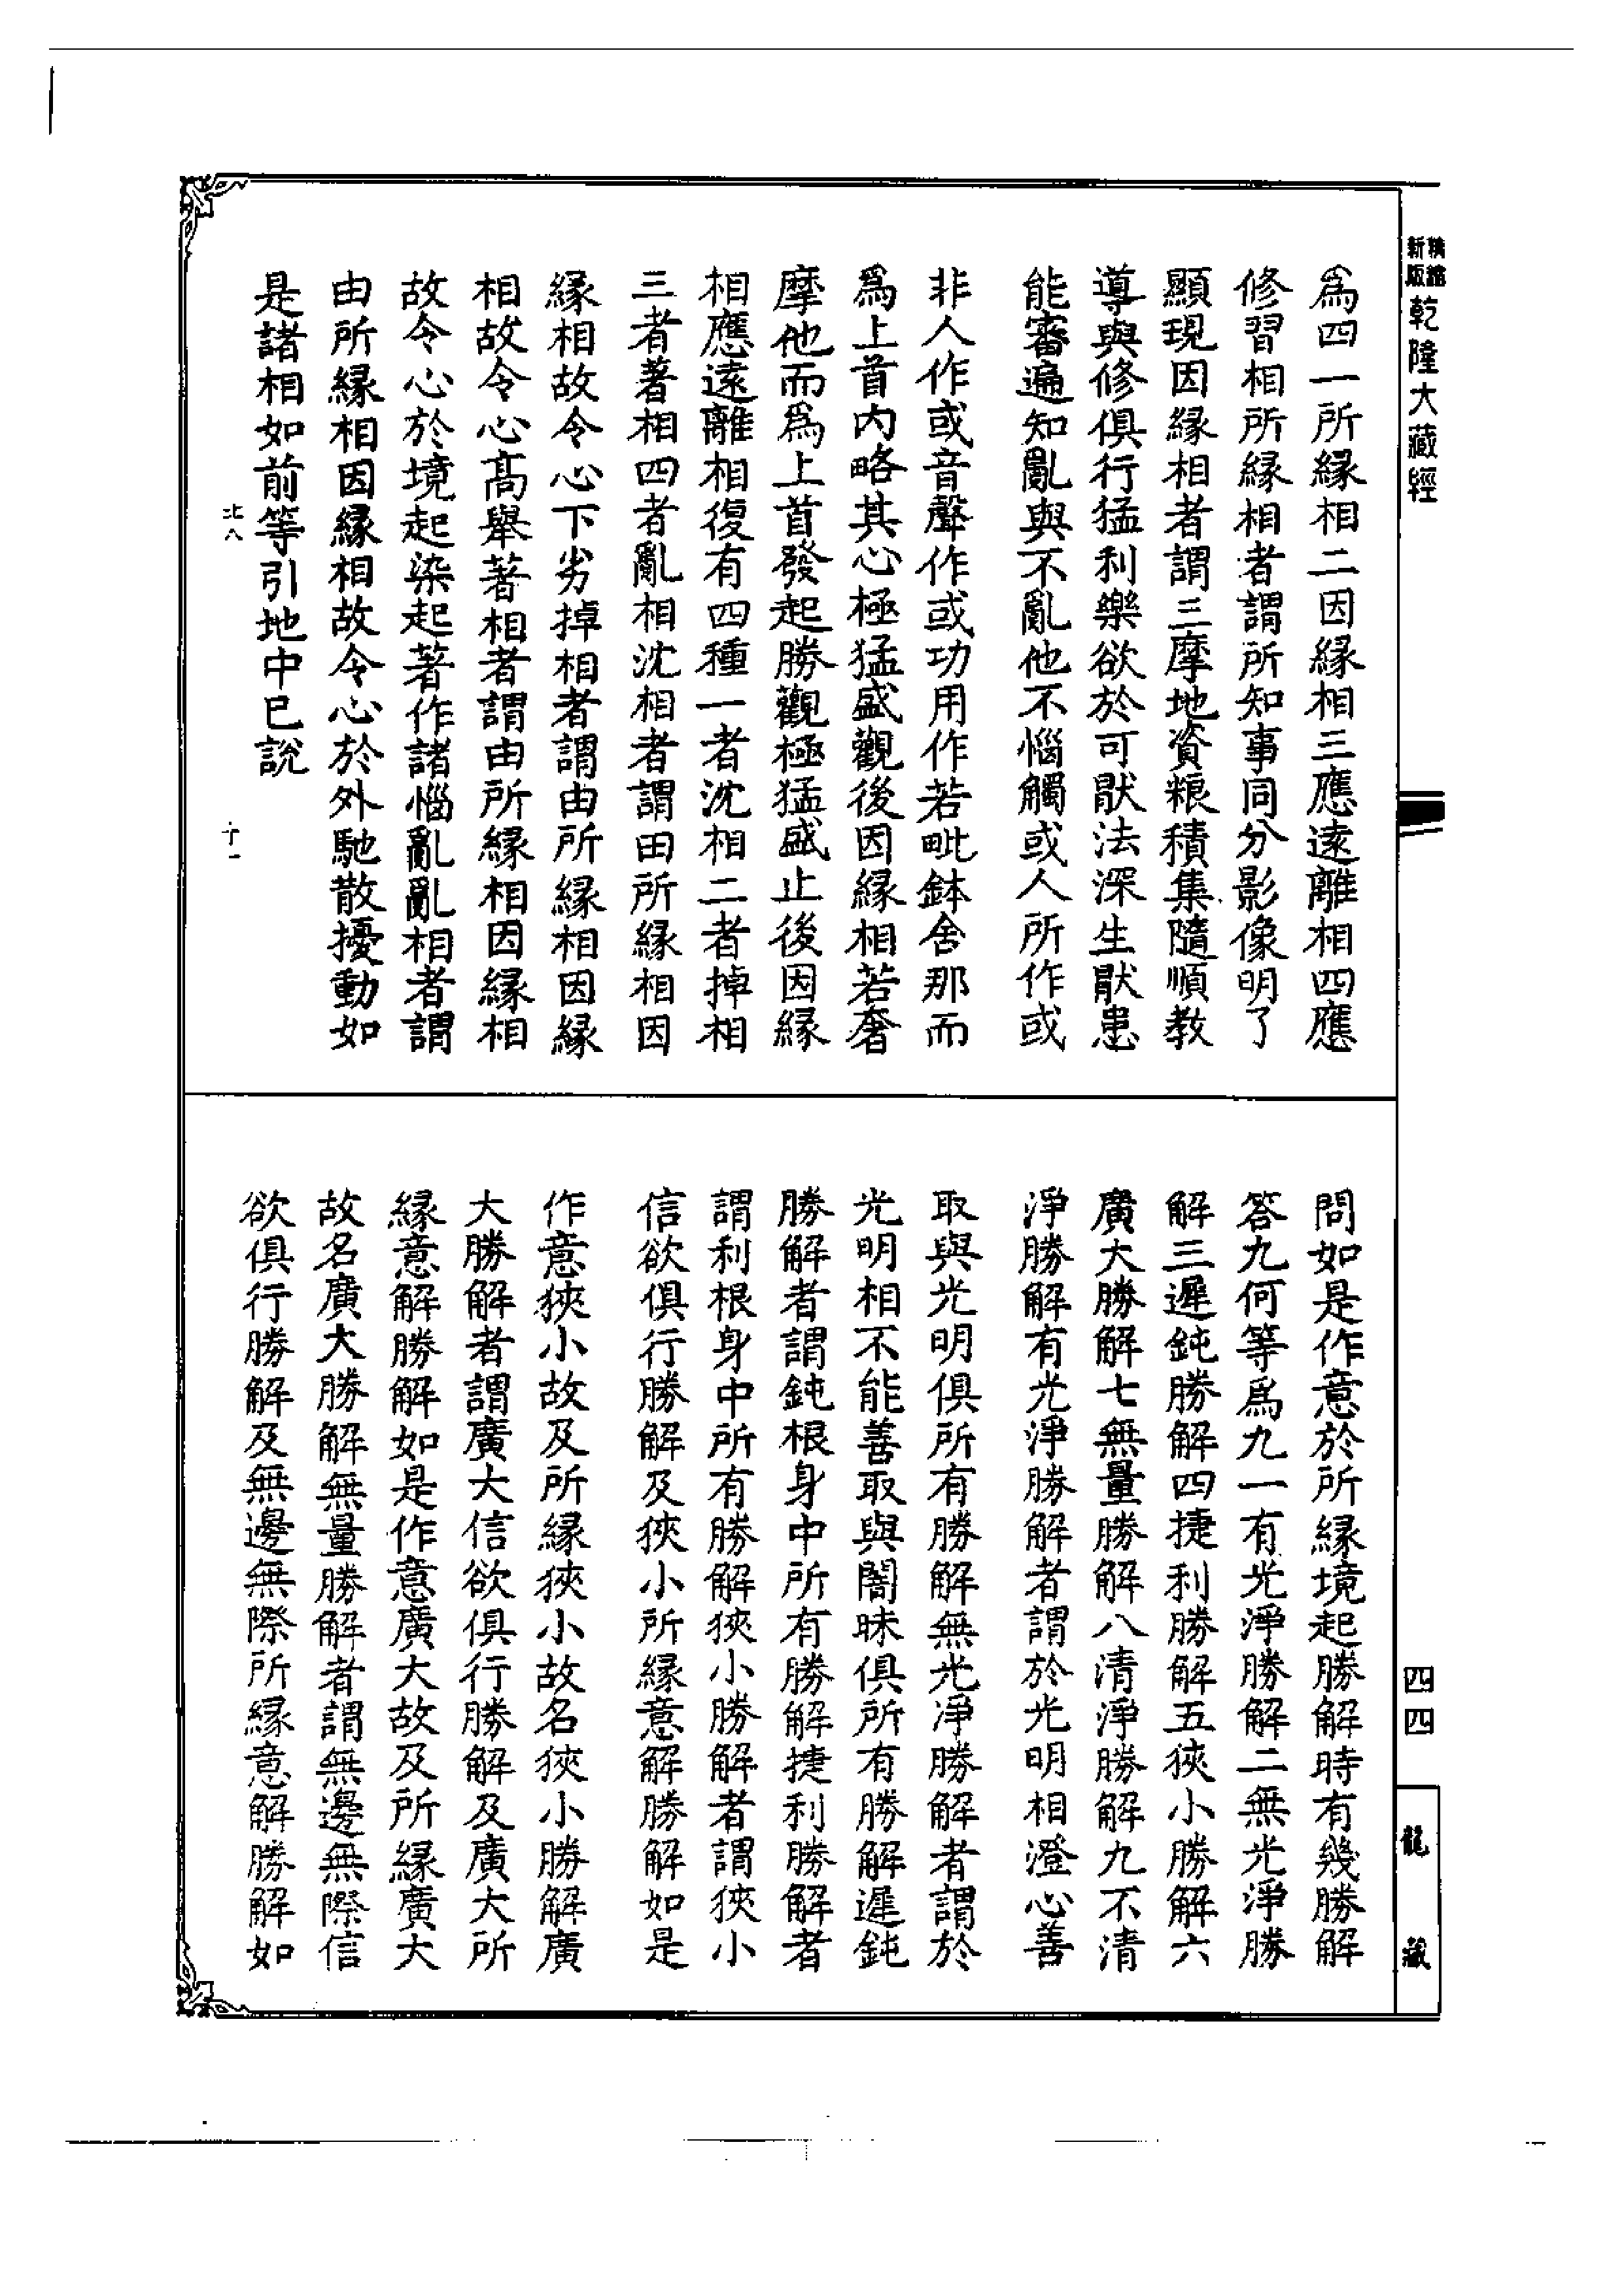 新版
精縮
乾隆大藏經
爲四一所縁相二因縁相三應遠離相四應
修習相所縁相者謂所知事同分影像明了
顯現因縁相者謂三摩地資粮積集隨順教
導與修俱行猛利樂欲於可猒法深生猒患
能審遍知亂與不亂他不惱觸或人所作或
非人作或音聲作或功用作若毗鉢舍那而
爲上首内略其心極猛盛觀後因縁相若奢
摩他而爲上首發起勝觀極猛盛止後因縁
相應遠離相復有四種一者沈相二者掉相
三者著相四者亂相沈相者謂由所縁相因
縁相故令心下劣掉相者謂由所縁相因縁
相故令心髙舉著相者謂由所縁相因縁相
故令心於境起染起著作諸惱亂亂相者謂
由所縁相因縁相故令心於外馳散擾動如
是諸相如前等引地中已說
北八
十一
問如是作意於所縁境起勝解時有幾勝解
答九何等爲九一有光淨勝解二無光淨勝
解三遲鈍勝解四捷利勝解五狹小勝解六
廣大勝解七無量勝解八清淨勝解九不清
淨勝解有光淨勝解者謂於光明相澄心善
取與光明俱所有勝解無光淨勝解者謂於
光明相不能善取與闇昧俱所有勝解遲鈍
勝解者謂鈍根身中所有勝解捷利勝解者
謂利根身中所有勝解狹小勝解者謂狹小
信欲俱行勝解及狹小所縁意解勝解如是
作意狹小故及所縁狹小故名狹小勝解廣
大勝解者謂廣大信欲俱行勝解及廣大所
縁意解勝解如是作意廣大故及所縁廣大
故名廣大勝解無量勝解者謂無邊無際信
欲俱行勝解及無邊無際所縁意解勝解如
四四
龍藏